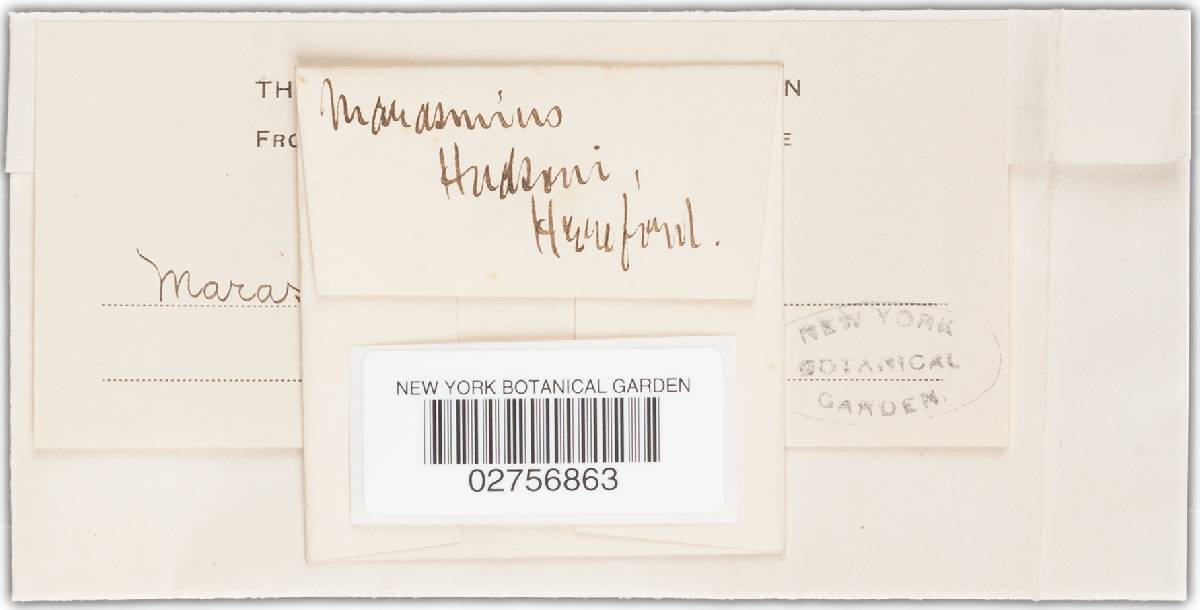 TH
N
FRO
E
Marasmius
Hudsoni,
Hereford.
Maras
NEW YORK
BOTANICAL
GARDEN.
NEW YORK BOTANICAL GARDEN
02756863